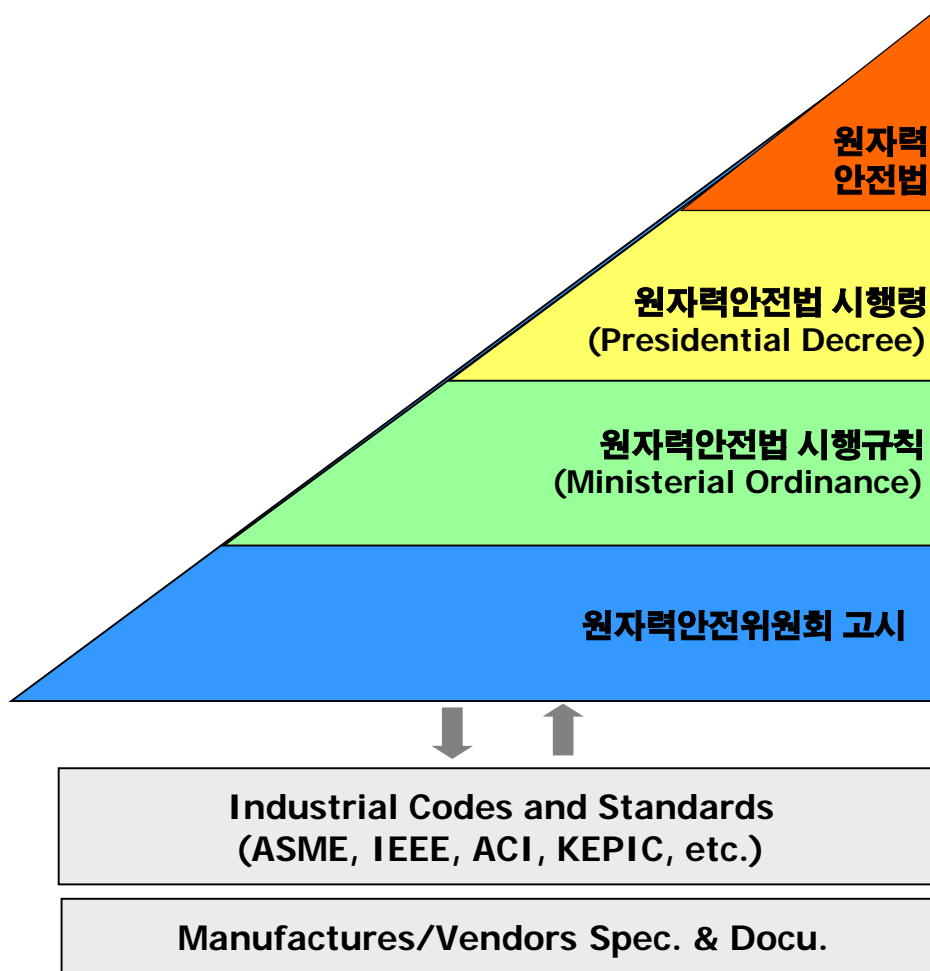 원자력
안전법
원자력안전법 시행령
(Presidential Decree)
원자력안전법 시행규칙
(Ministerial Ordinance)
원자력안전위원회 고시
Industrial Codes and Standards
(ASME, IEEE, ACI, KEPIC, etc.)
Manufactures/Vendors Spec. & Docu.